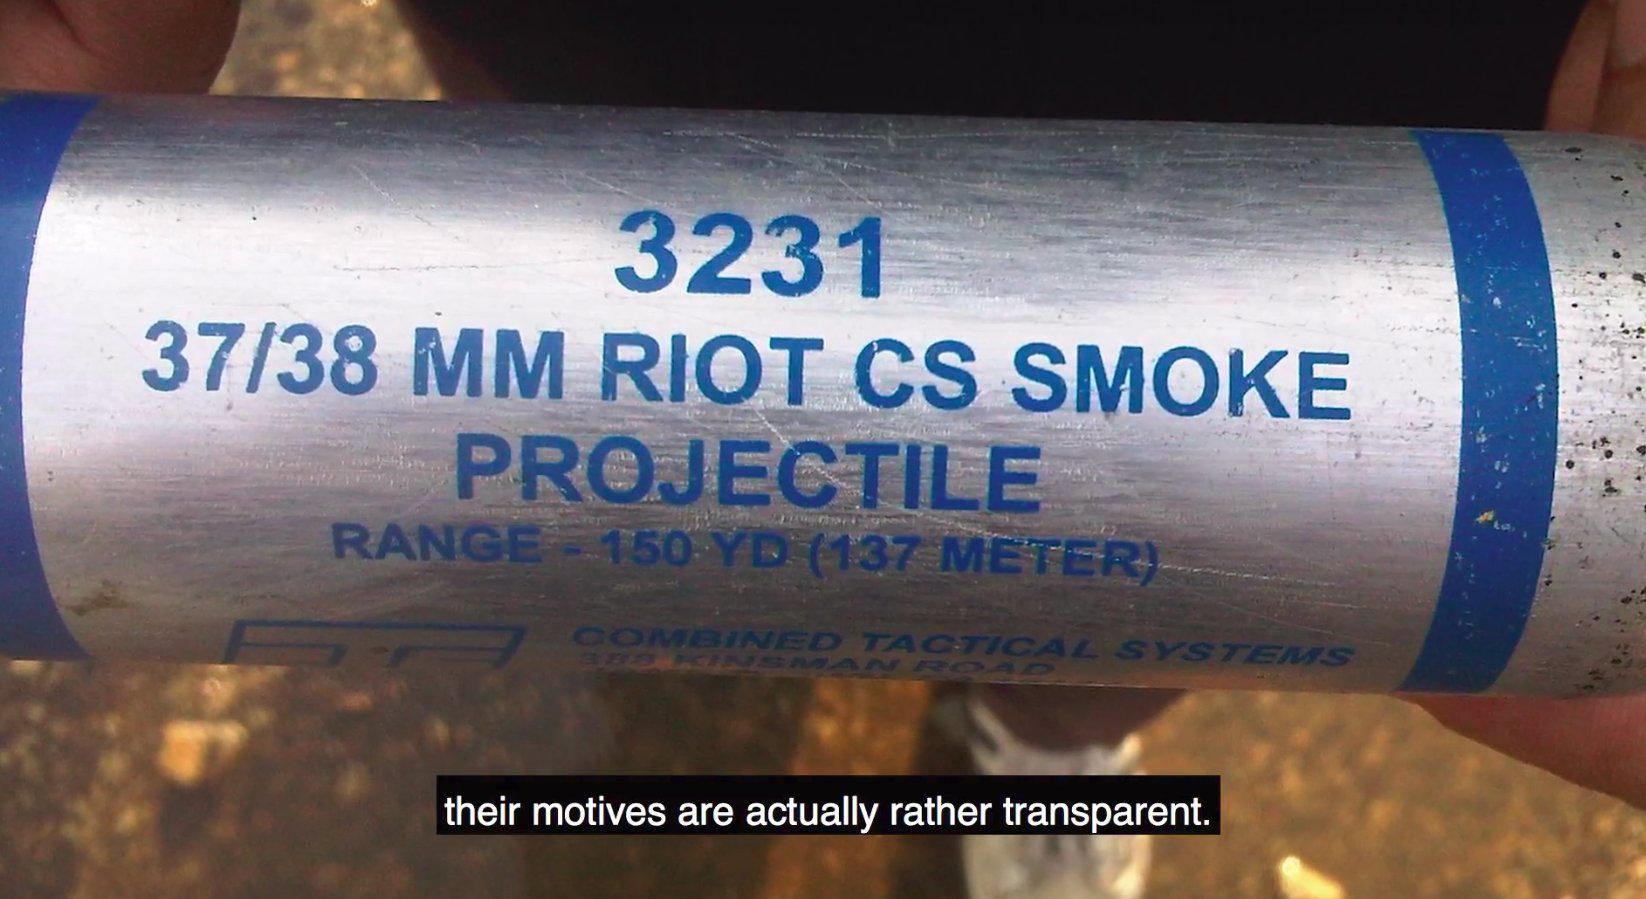 3231
37/38 MM RIOT CS SMOKE
PROJECTILE
RANGE - 150 YD (137 METER)
COMBINED TACTICAL SYSTEMS
388 KINSMAN ROAD
their motives are actually rather transparent.